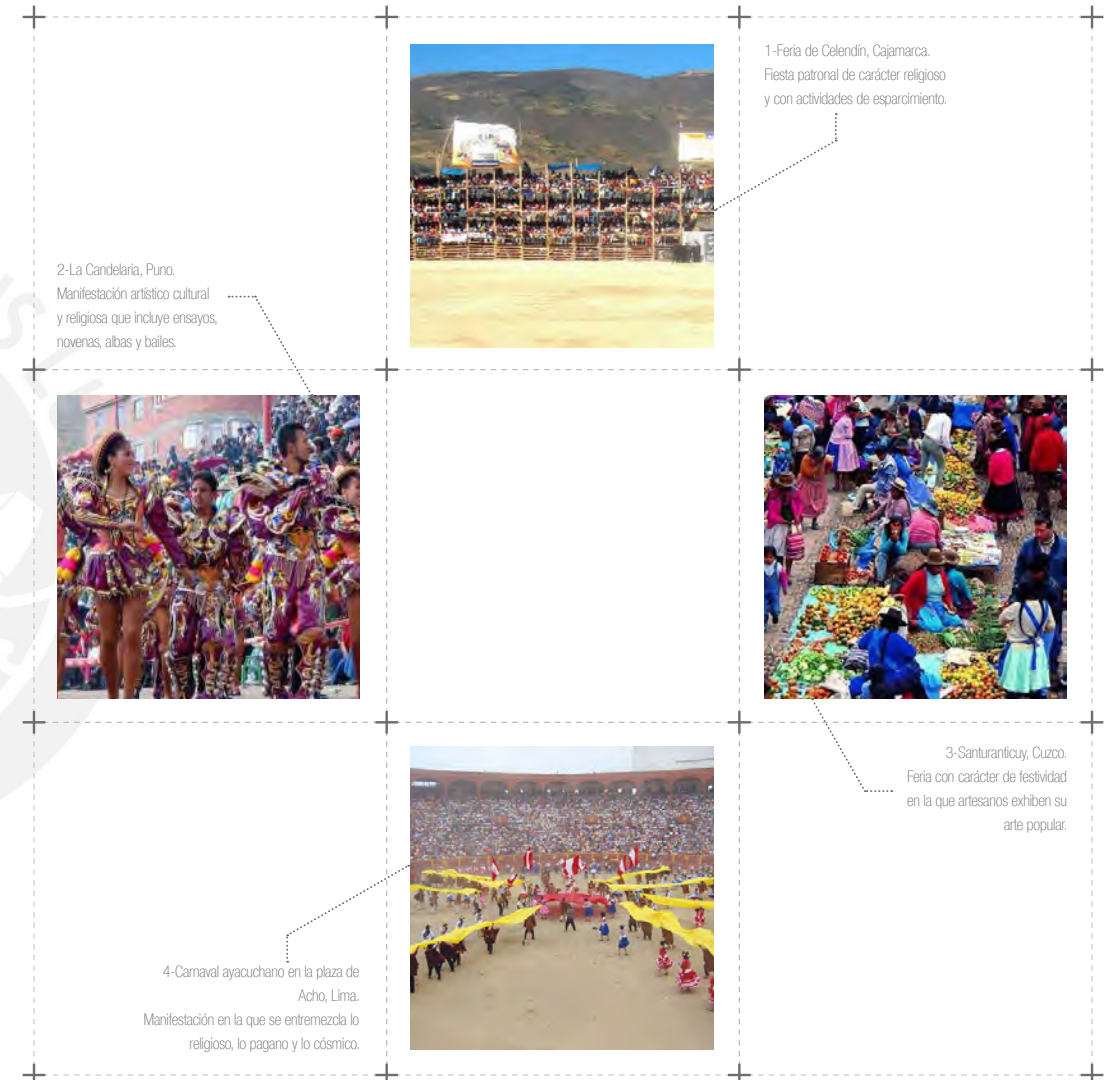 1-Feria de Celendín, Cajamarca.
Fiesta patronal de carácter religioso
y con actividades de esparcimiento.
2-La Candelaria, Puno.
Manifestación artístico cultural
y religiosa que incluye ensayos,
novenas, albas y bailes.
3-Santuranticuy, Cuzco.
Feria con carácter de festividad
en la que artesanos exhiben su
arte popular.
4-Carnaval ayacuchano en la plaza de
Acho, Lima.
Manifestación en la que se entremezcla lo
religioso, lo pagano y lo cósmico.